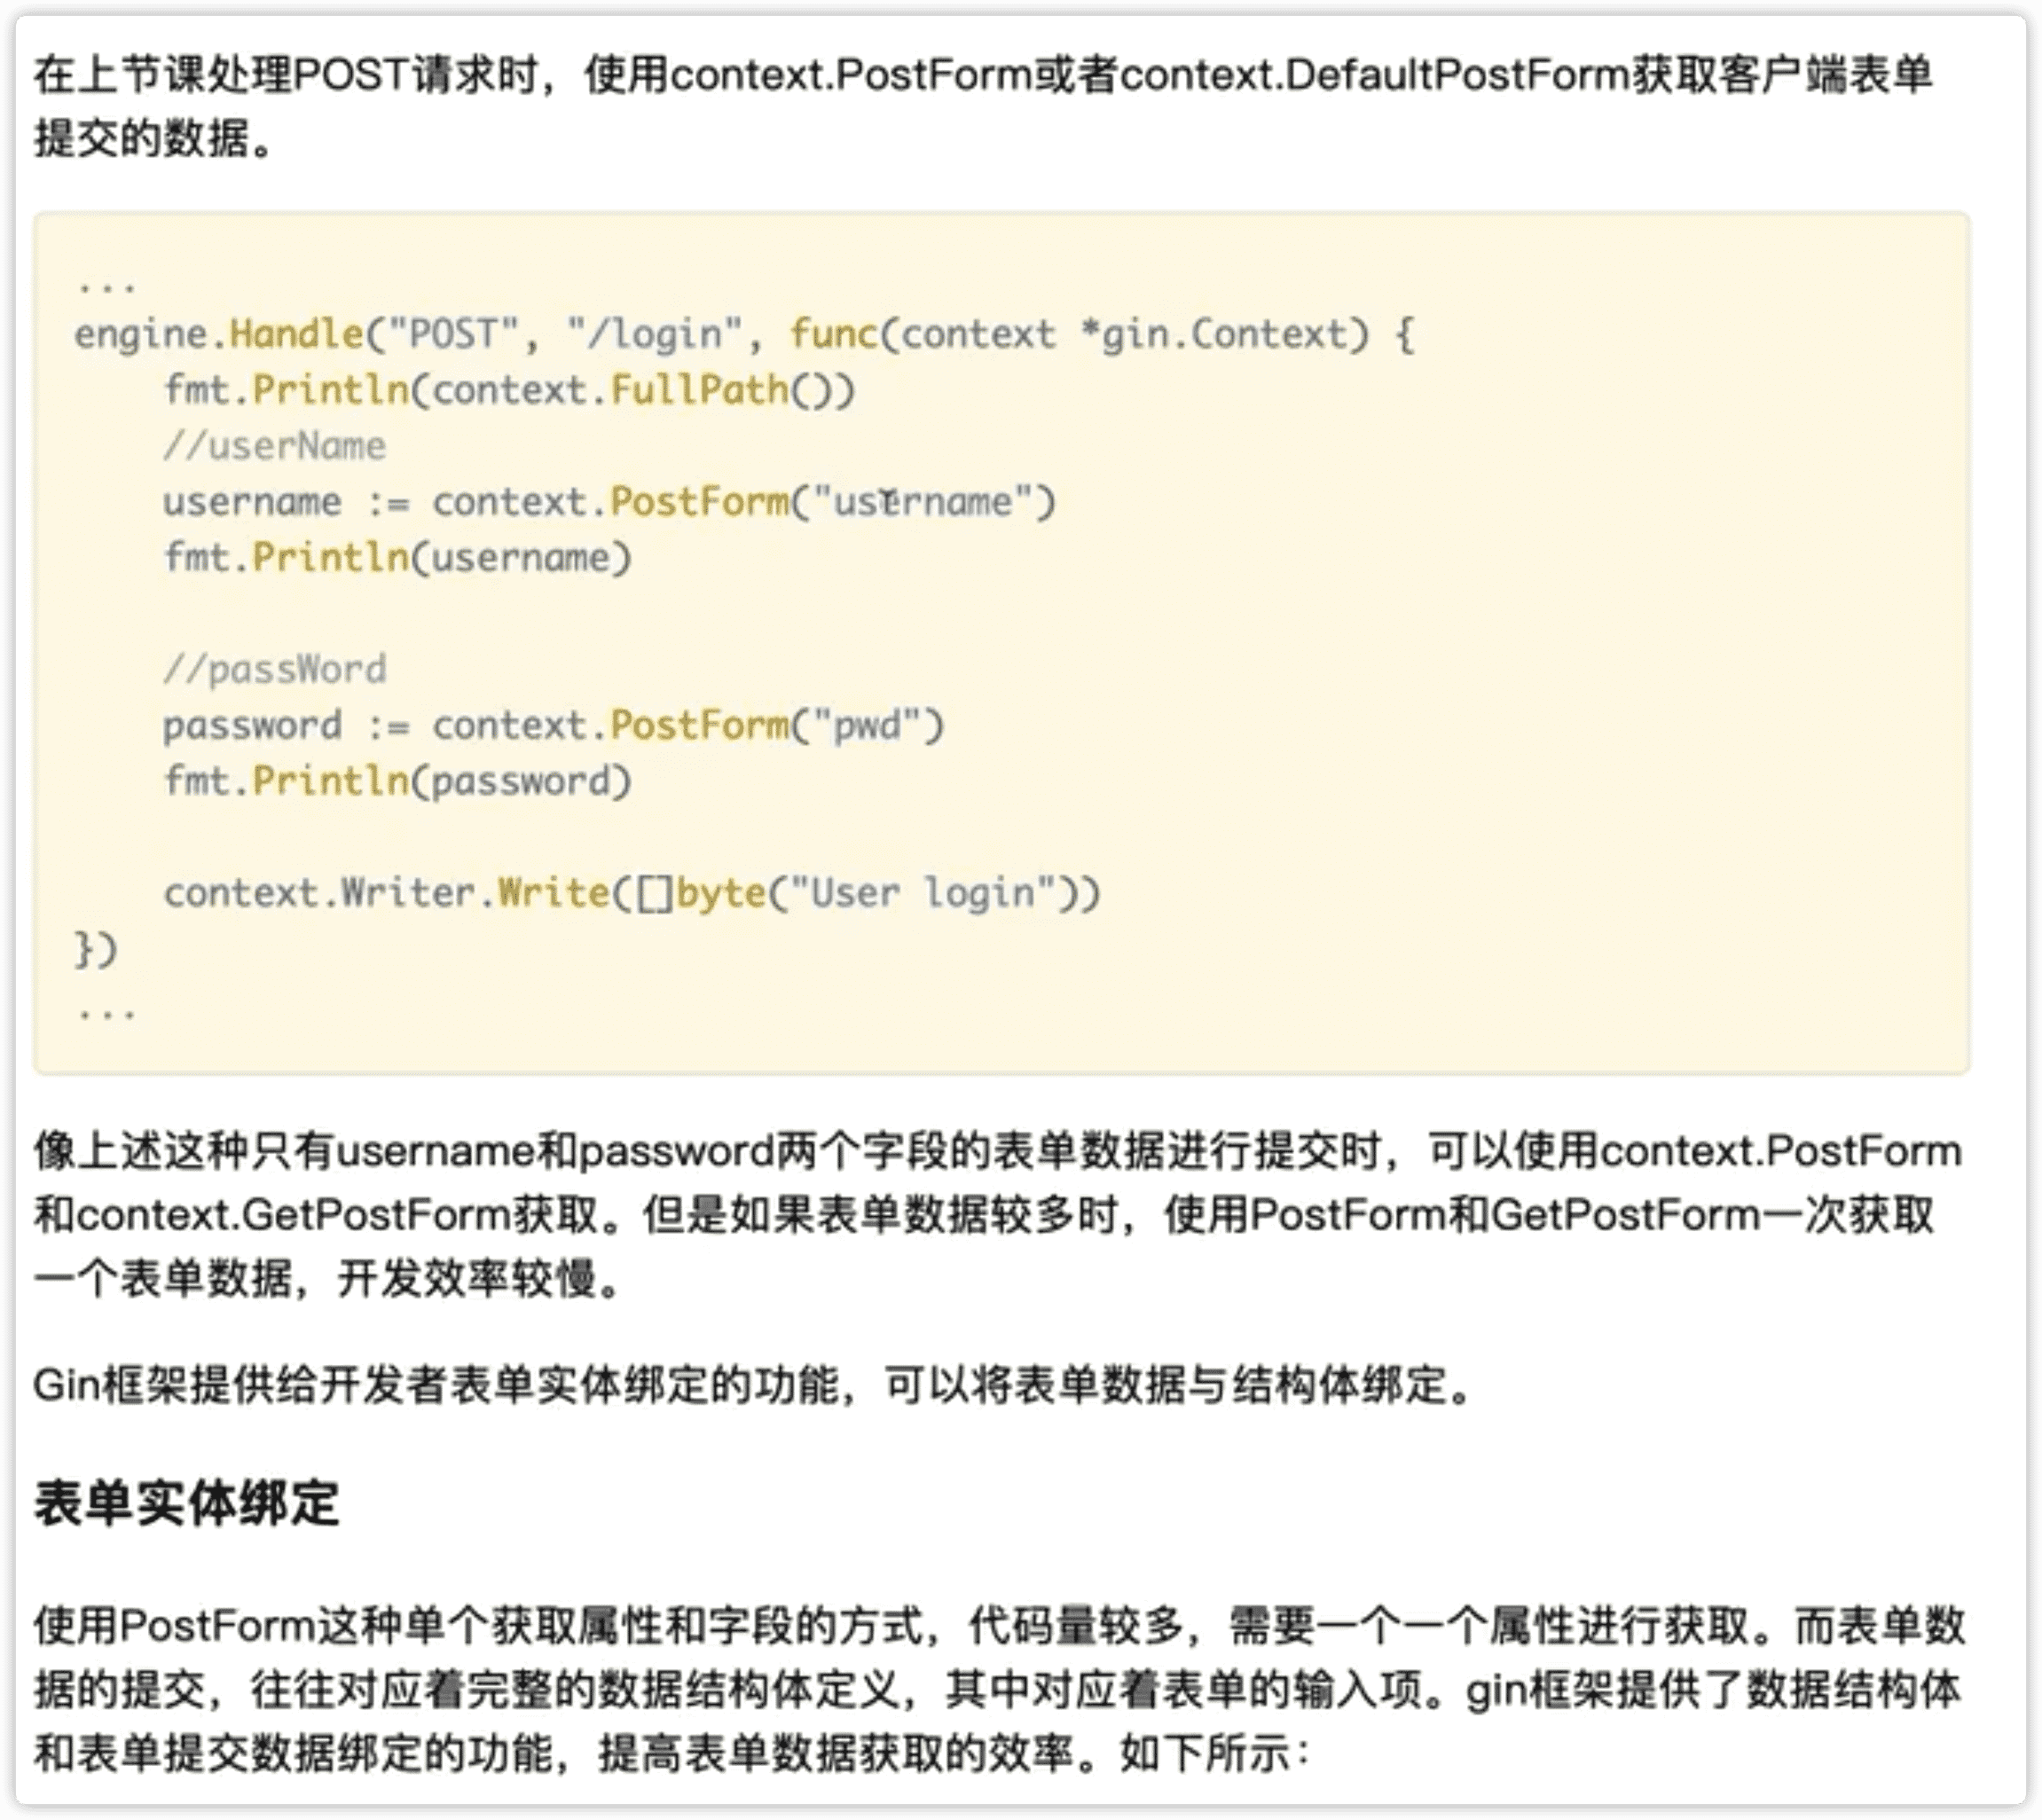 在上节课处理POST请求时，使用context.PostForm或者context.DefaultPostForm获取客户端表单
提交的数据。
...
engine.Handle("POST", "/login", func(context *gin.Context) {
    fmt.Println(context.FullPath())
    //userName
    username := context.PostForm("username")
    fmt.Println(username)
    //passWord
    password := context.PostForm("pwd")
    fmt.Println(password)
    context.Writer.Write([]byte("User login"))
})
...
像上述这种只有username和password两个字段的表单数据进行提交时，可以使用context.PostForm
和context.GetPostForm获取。但是如果表单数据较多时，使用PostForm和GetPostForm一次获取
一个表单数据，开发效率较慢。
Gin框架提供给开发者表单实体绑定的功能，可以将表单数据与结构体绑定。
表单实体绑定
使用PostForm这种单个获取属性和字段的方式，代码量较多，需要一个一个属性进行获取。而表单数
据的提交，往往对应着完整的数据结构体定义，其中对应着表单的输入项。gin框架提供了数据结构体
和表单提交数据绑定的功能，提高表单数据获取的效率。如下所示：